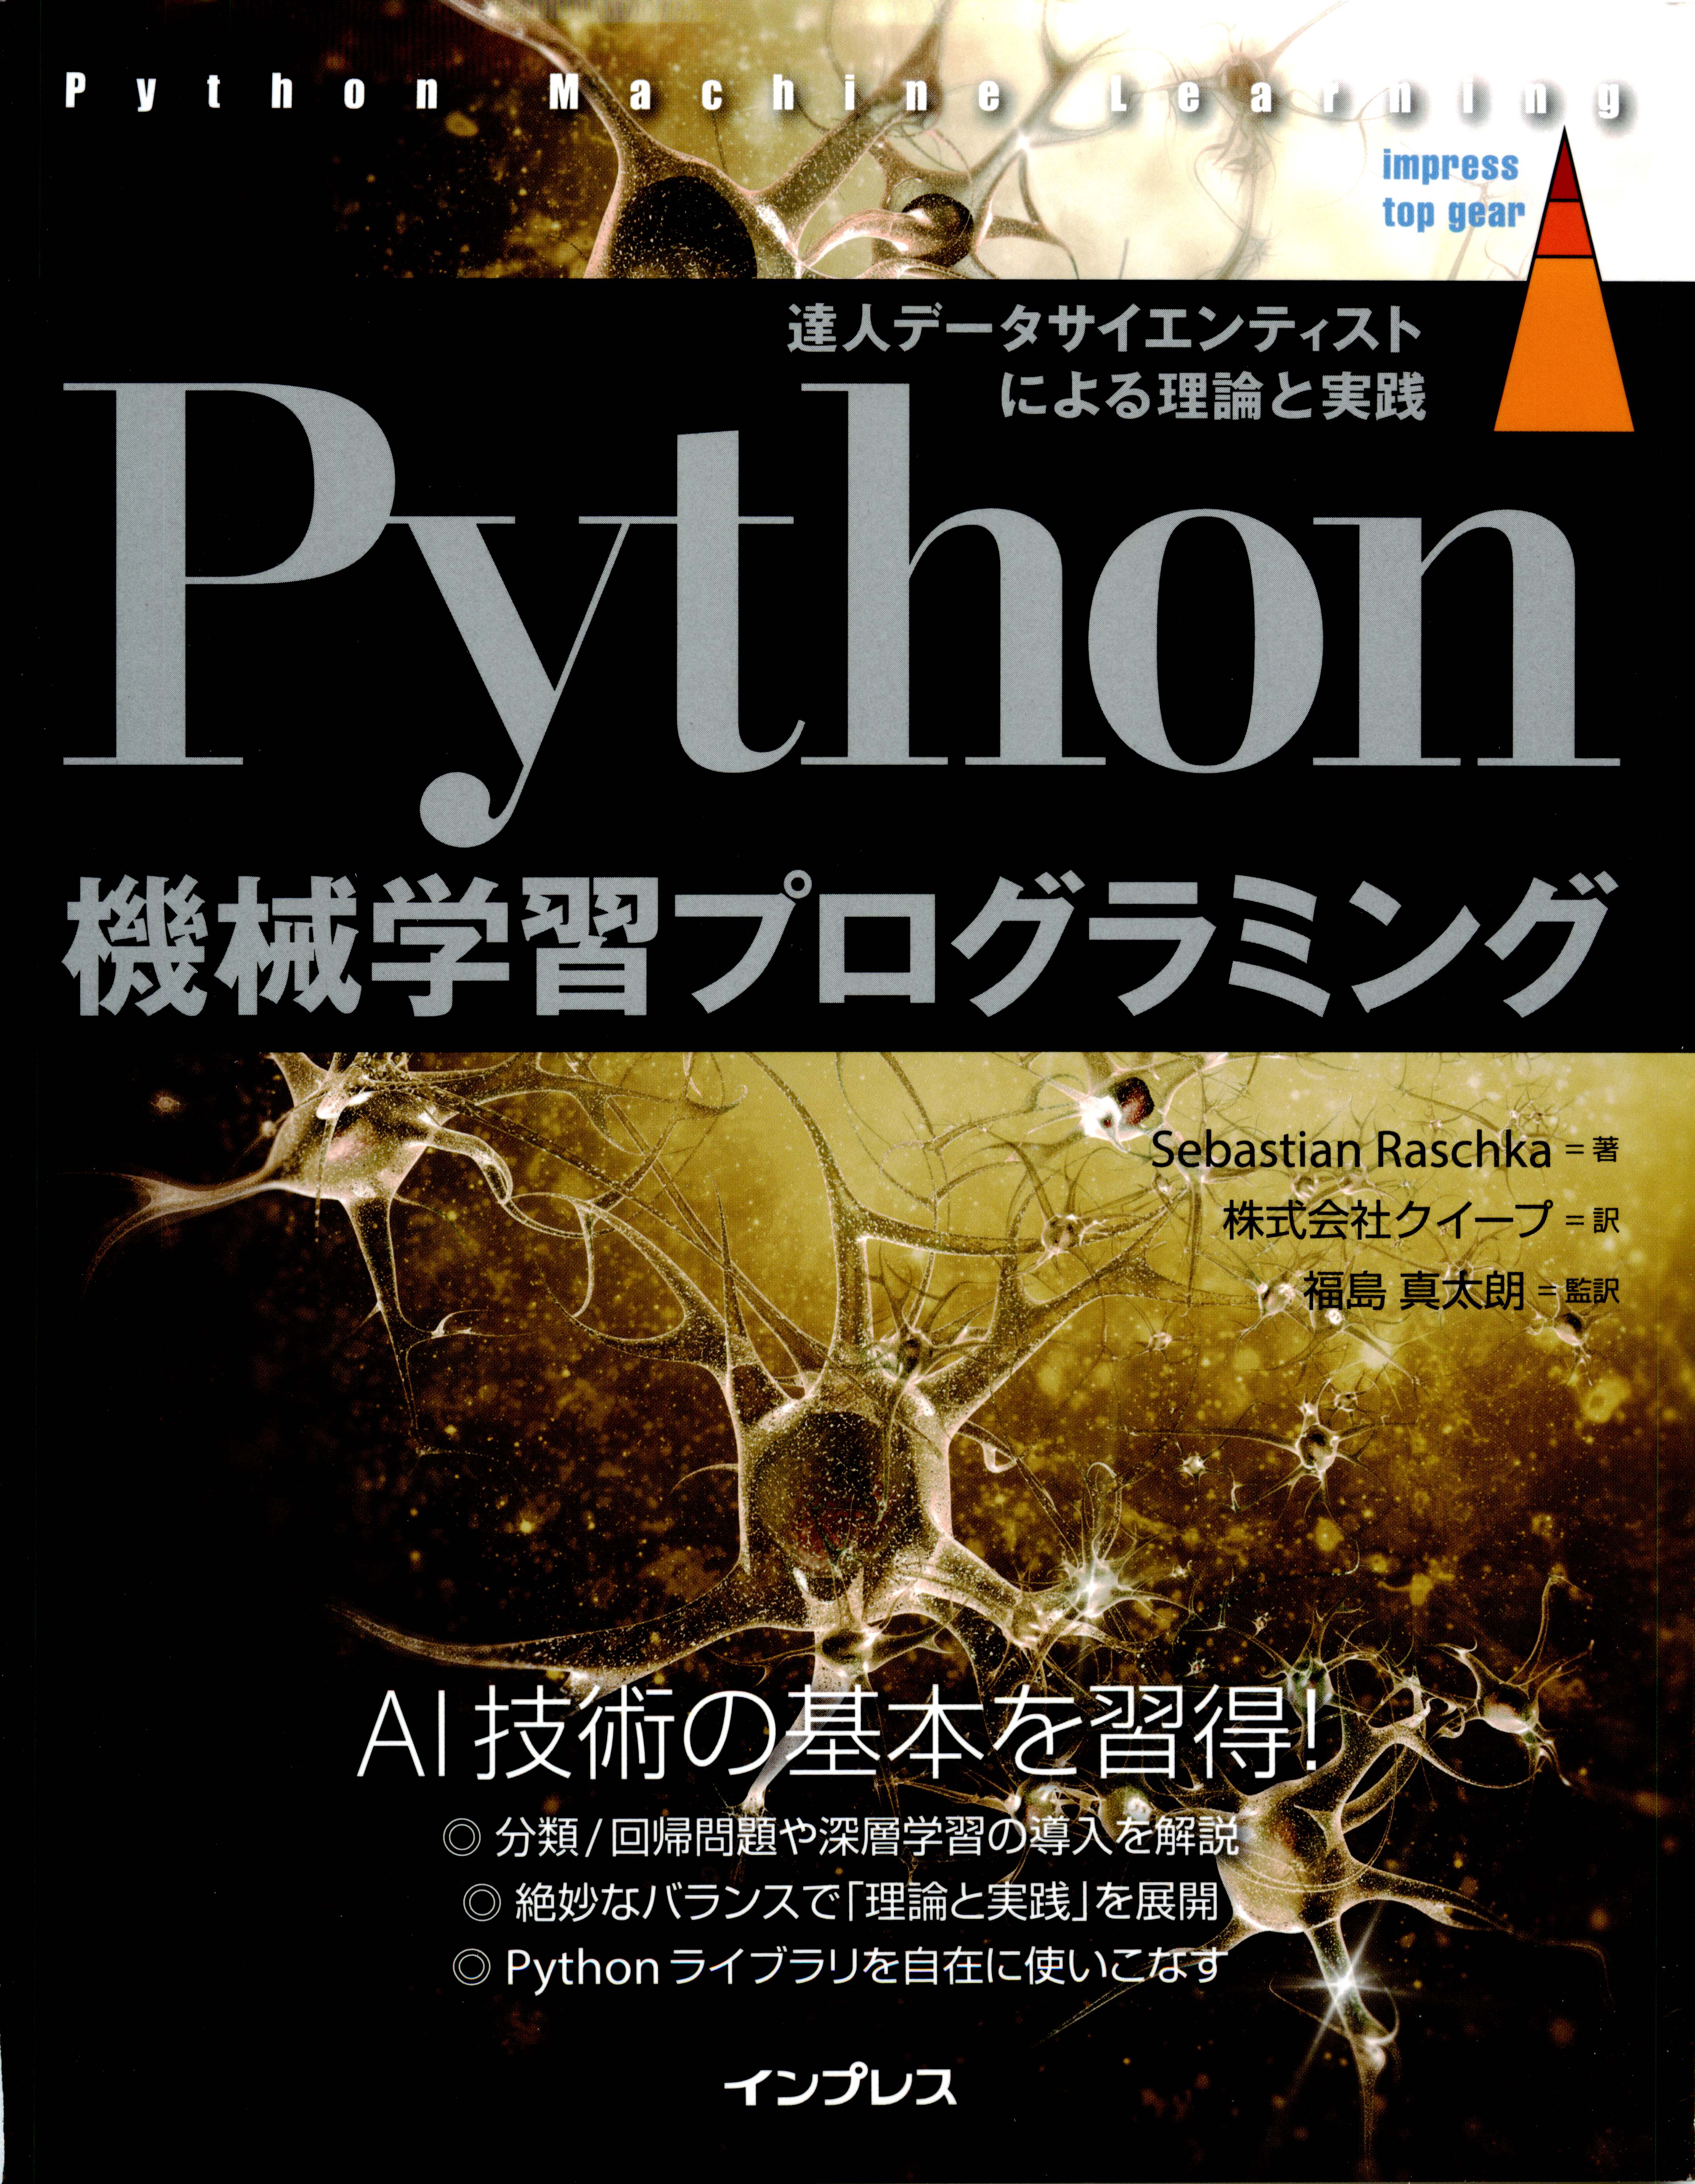 Python Machine Learning
impress
top gear
達人データサイエンティスト
による理論と実践
Python
機械学習プログラミング
Sebastian Raschka = 著
株式会社クイープ = 訳
福島 真太朗 = 監訳
AI技術の基本を習得!
◎ 分類/回帰問題や深層学習の導入を解説
◎ 絶妙なバランスで「理論と実践」を展開
◎ Pythonライブラリを自在に使いこなす
インプレス